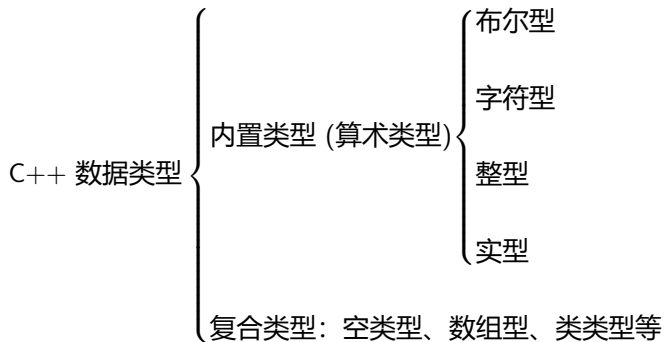 C++ 数据类型
内置类型 (算术类型)
布尔型
字符型
整型
实型
复合类型：空类型、数组型、类类型等